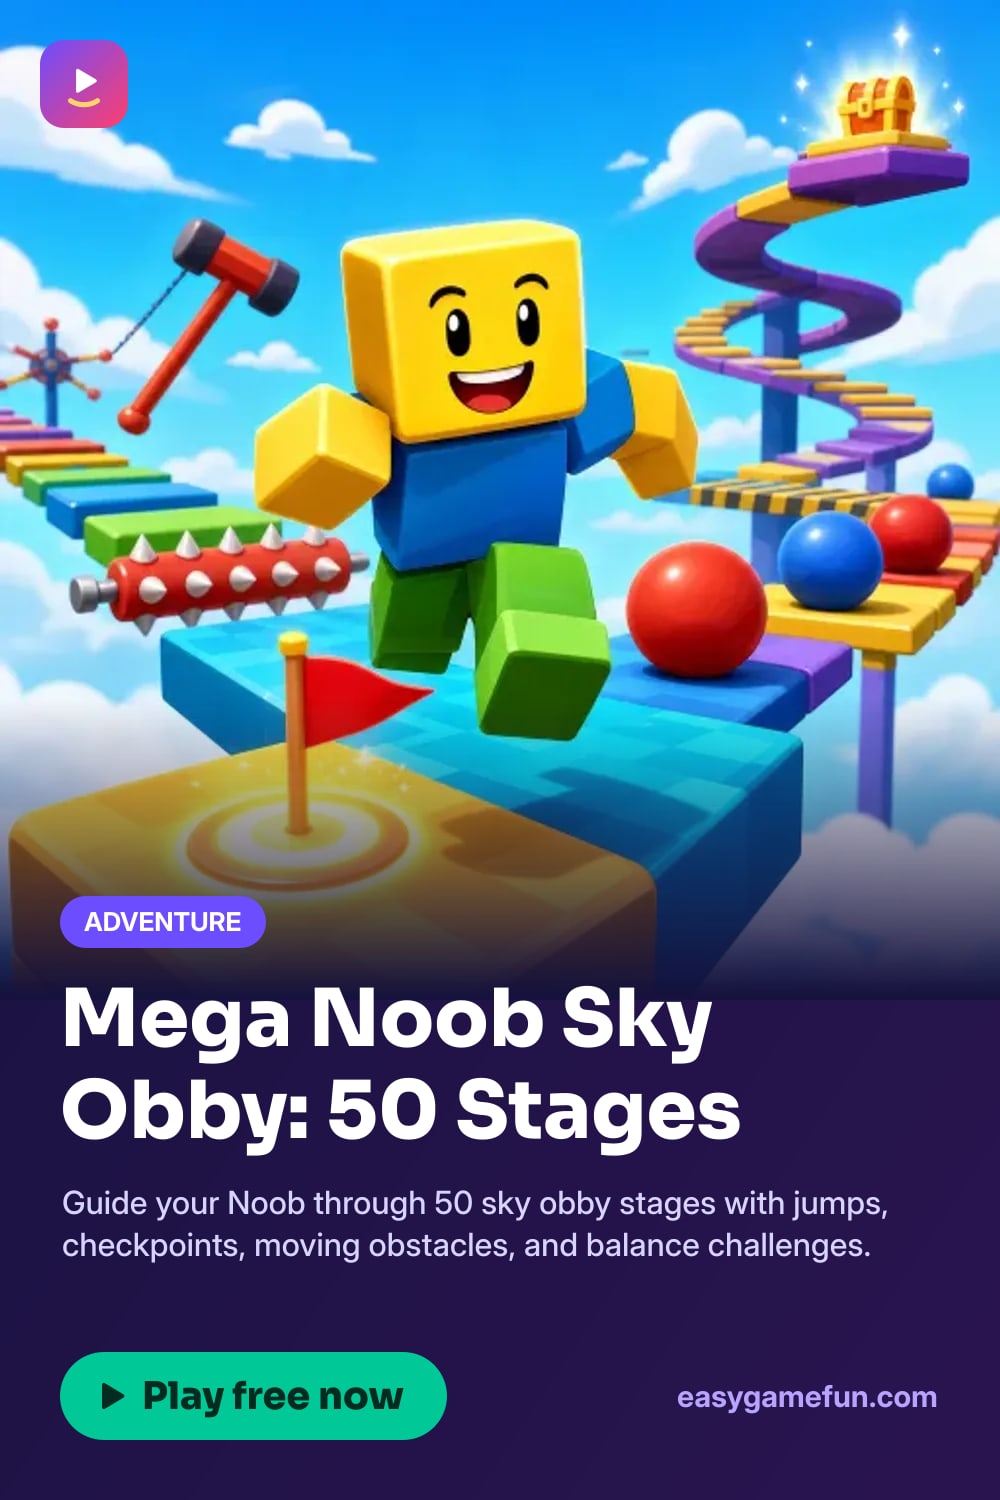 ADVENTURE
Mega Noob Sky
Obby: 50 Stages
Guide your Noob through 50 sky obby stages with jumps,
checkpoints, moving obstacles, and balance challenges.
Play free now
easygamefun.com